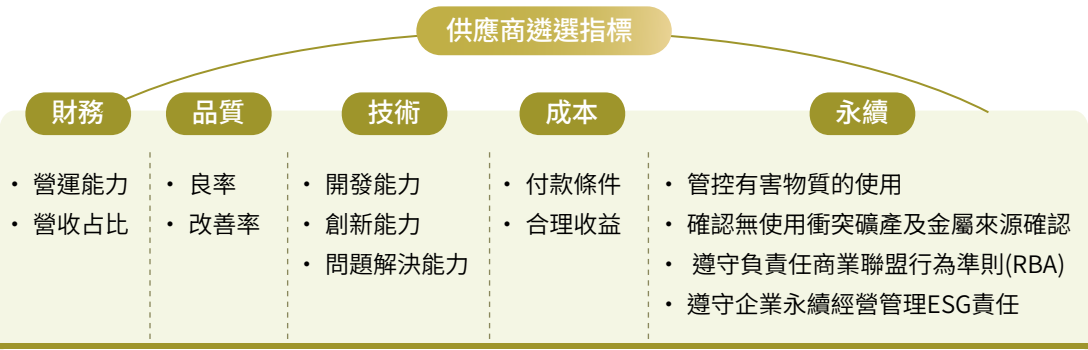 供應商遴選指標
財務
・ 營運能力
・ 營收占比
品質
・ 良率
・ 改善率
技術
・ 開發能力
・ 創新能力
・ 問題解決能力
成本
・ 付款條件
・ 合理收益
永續
・ 管控有害物質的使用
・ 確認無使用衝突礦產及金屬來源確認
・ 遵守負責任商業聯盟行為準則(RBA)
・ 遵守企業永續經營管理ESG責任